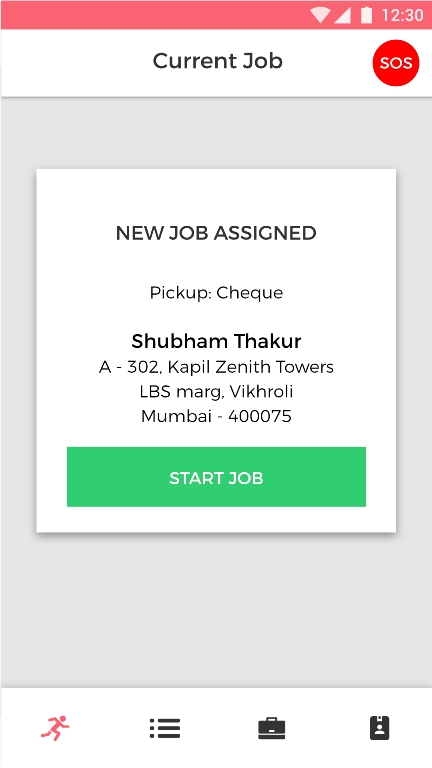 12:30
Current Job
SOS
NEW JOB ASSIGNED
Pickup: Cheque
Shubham Thakur
A - 302, Kapil Zenith Towers
LBS marg, Vikhroli
Mumbai - 400075
START JOB